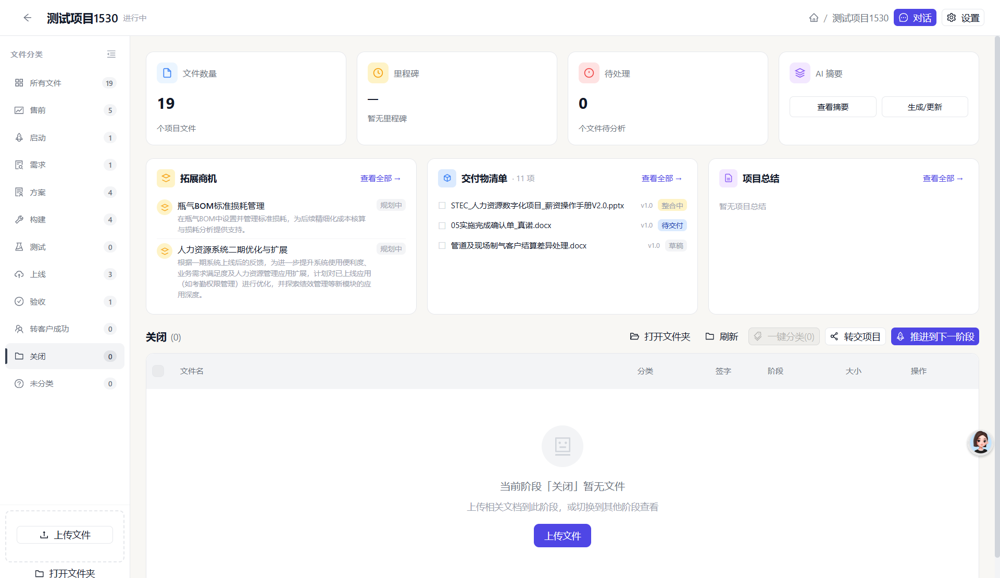 测试项目1530 进行中
/ 测试项目1530 对话 设置
文件分类
所有文件 19
售前 5
启动 1
需求 1
方案 4
构建 4
测试 0
上线 3
验收 1
转客户成功 0
关闭 0
未分类 0
上传文件
打开文件夹
文件数量
19
个项目文件
里程碑
—
暂无里程碑
待处理
0
个文件待分析
AI 摘要
查看摘要 生成/更新
拓展商机 查看全部 →
瓶气BOM标准损耗管理 规划中
在瓶气BOM中设置并管理标准损耗，为后续精细化成本核算
与损耗分析提供支持。
人力资源系统二期优化与扩展 规划中
根据一期系统上线后的反馈，为进一步提升系统使用便利度、
业务需求满足度及人力资源管理应用扩展，计划对已上线应用
（如考勤权限管理）进行优化，并探索绩效管理等新模块的应
用深度。
交付物清单 · 11 项 查看全部 →
STEC_人力资源数字化项目_薪资操作手册V2.0.pptx v1.0 整合中
05实施完成确认单_真诺.docx v1.0 待交付
管道及现场制气客户结算差异处理.docx v1.0 草稿
项目总结 查看全部 →
暂无项目总结
关闭 (0) 打开文件夹 刷新 一键分类(0) 转交项目 推进到下一阶段
文件名 分类 签字 阶段 大小 操作
当前阶段「关闭」暂无文件
上传相关文档到此阶段，或切换到其他阶段查看
上传文件